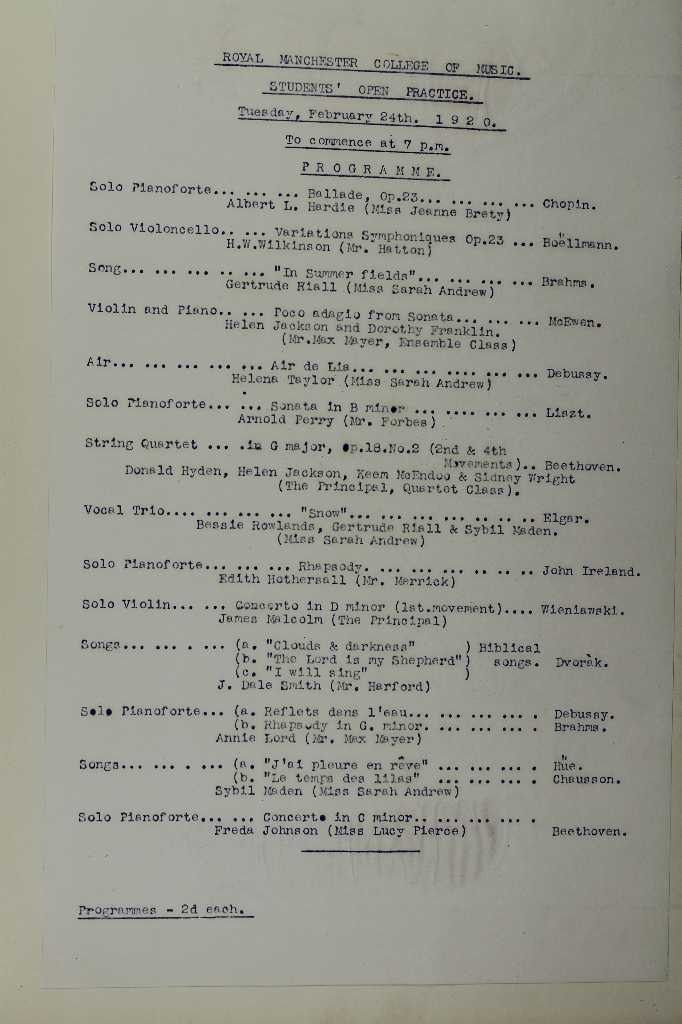 ROYAL MANCHESTER COLLEGE OF MUSIC.
STUDENTS' OPEN PRACTICE.
Tuesday, February 24th. 1 9 2 0.
To commence at 7 p.m.
P R O G R A M M E.
Solo Pianoforte... ... ... Ballade, Op.23... ... ... ... Chopin.
Albert L. Hardie (Miss Jeanne Brety)
Solo Violoncello.. ... Variations Symphoniques Op.23 ... Boëllmann.
H.W.Wilkinson (Mr. Hatton)
Song... ... ... .. ... "In Summer fields"... ... ... ... Brahms.
Gertrude Riall (Miss Sarah Andrew)
Violin and Piano.. ... Poco adagio from Sonata... ... ... McEwen.
Helen Jackson and Dorothy Franklin.
(Mr.Max Mayer, Ensemble Class)
Air... ... ... ... ... Air de Lia... ... ... .... ... ... Debussy.
Helena Taylor (Miss Sarah Andrew)
Solo Pianoforte... ... Sonata in B minor ... .... ... ... Liszt.
Arnold Perry (Mr. Forbes)
String Quartet ... ... in G major, op.18.No.2 (2nd & 4th
Movements).. Beethoven.
Donald Hyden, Helen Jackson, Keem McEndoo & Sidney Wright
(The Principal, Quartet Class).
Vocal Trio.... ... ... ... "Snow"... ... ... ... .. .. .. Elgar.
Bessie Rowlands, Gertrude Riall & Sybil Maden.
(Miss Sarah Andrew)
Solo Pianoforte... ... ... Rhapsody. ... ... ... .. .. .. John Ireland.
Edith Hothersall (Mr. Merrick)
Solo Violin... ... Concerto in D minor (1st.movement).... Wieniawski.
James Malcolm (The Principal)
Songs... ... . ... (a. "Clouds & darkness" ) Biblical
(b. "The Lord is my Shepherd") songs. Dvorak.
(c. "I will sing" )
J. Dale Smith (Mr. Harford)
Solo Pianoforte... (a. Reflets dans l'eau... ... ... ... . Debussy.
(b. Rhapsody in G. minor. ... ... ... . Brahms.
Annie Lord (Mr. Max Mayer)
Songs... ... . ... (a. "J'ai pleure en rêve" ... ... ... . Hüe.
(b. "Le temps des lilas" ... ... ... . Chausson.
Sybil Maden (Miss Sarah Andrew)
Solo Pianoforte... ... Concerto in C minor.. ... ... ... .
Freda Johnson (Miss Lucy Pierce) Beethoven.
Programmes - 2d each.